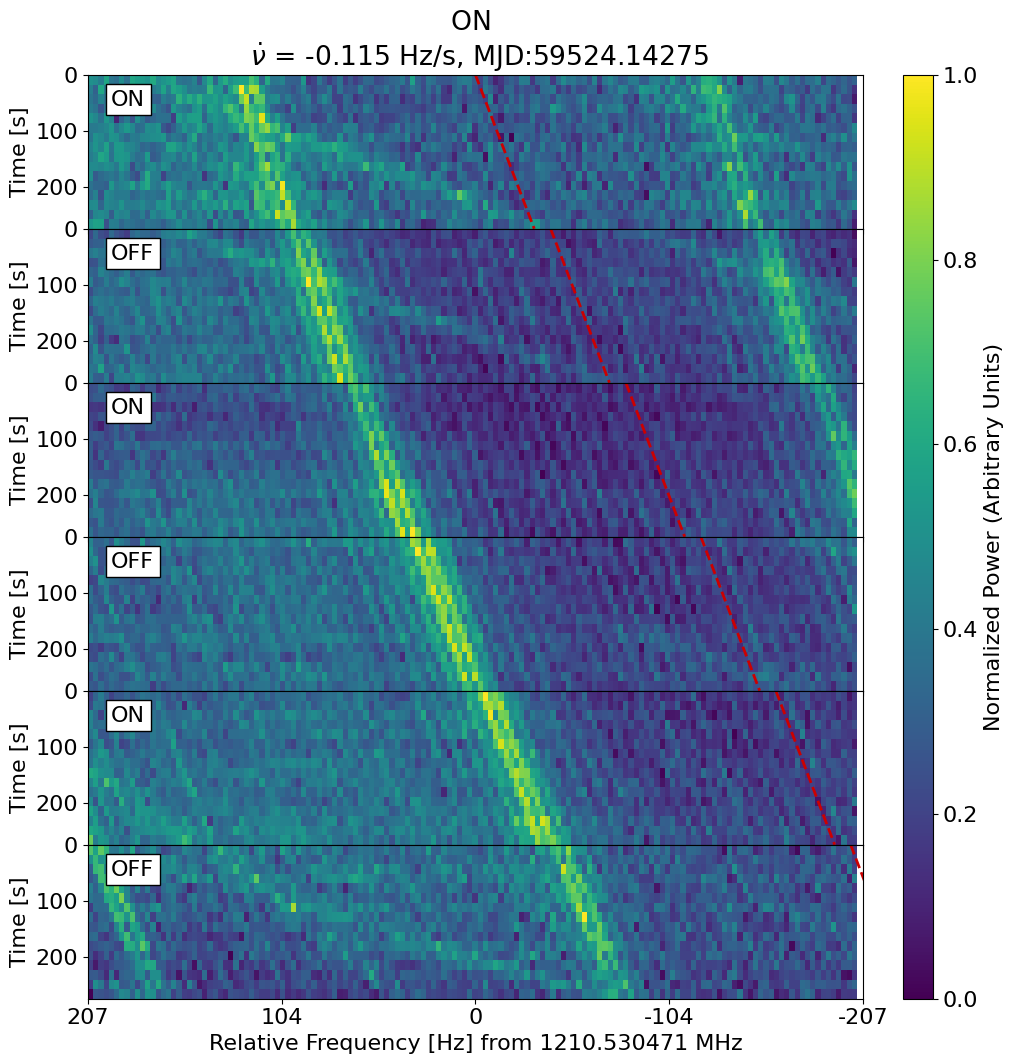 ON
ν̇ = -0.115 Hz/s, MJD:59524.14275
0
100
200
Time [s]
ON
0
100
200
Time [s]
OFF
0
100
200
Time [s]
ON
0
100
200
Time [s]
OFF
0
100
200
Time [s]
ON
0
100
200
Time [s]
OFF
207 104 0 -104 -207
Relative Frequency [Hz] from 1210.530471 MHz
1.0
0.8
0.6
0.4
0.2
0.0
Normalized Power (Arbitrary Units)